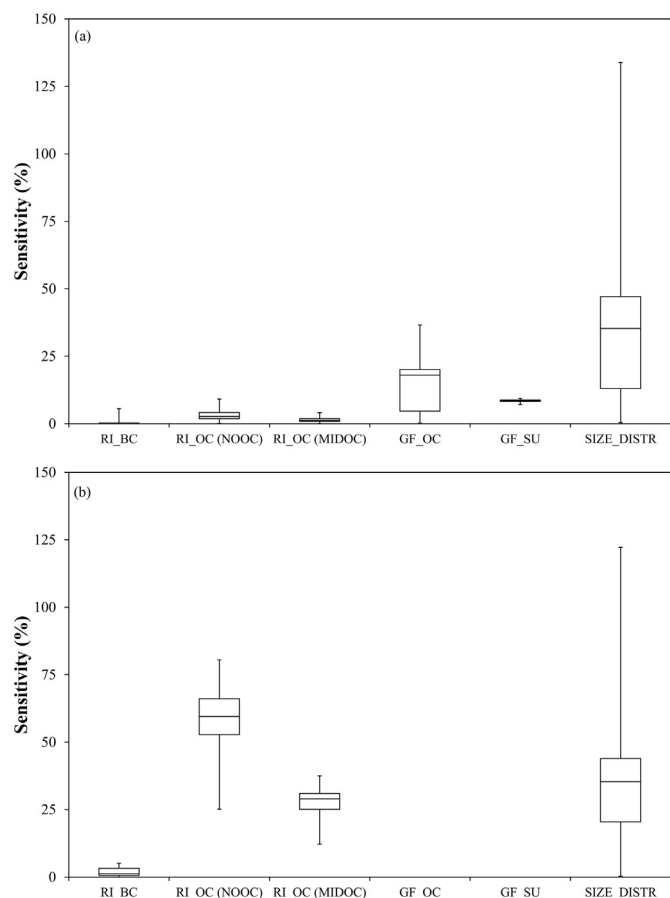 150
(a)
125
100
Sensitivity (%)
75
50
25
0
RI_BC RI_OC (NOOC) RI_OC (MIDOC) GF_OC GF_SU SIZE_DISTR
150
(b)
125
100
Sensitivity (%)
75
50
25
0
RI_BC RI_OC (NOOC) RI_OC (MIDOC) GF_OC GF_SU SIZE_DISTR